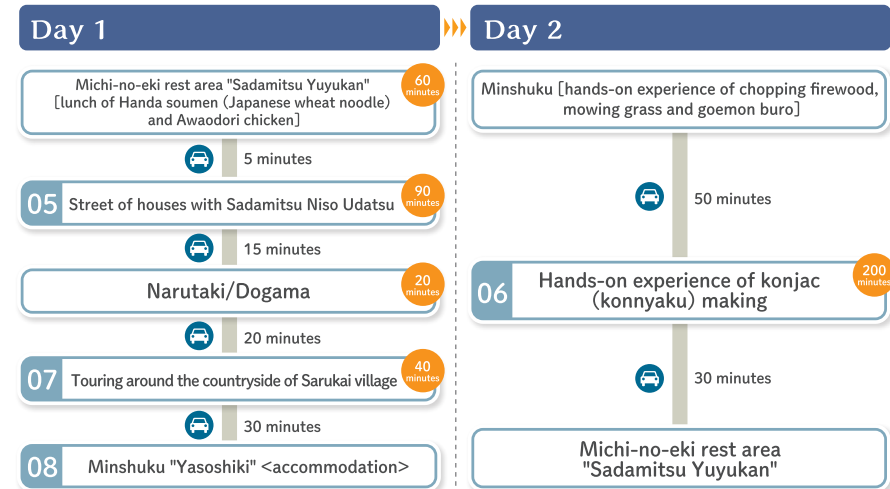 Day 1
Michi-no-eki rest area "Sadamitsu Yuyukan"
[lunch of Handa soumen (Japanese wheat noodle)
and Awaodori chicken]
60
minutes
5 minutes
05
Street of houses with Sadamitsu Niso Udatsu
90
minutes
15 minutes
Narutaki/Dogama
20
minutes
20 minutes
07
Touring around the countryside of Sarukai village
40
minutes
30 minutes
08
Minshuku "Yasoshiki" <accommodation>
Day 2
Minshuku [hands-on experience of chopping firewood,
mowing grass and goemon buro]
50 minutes
06
Hands-on experience of konjac
(konnyaku) making
200
minutes
30 minutes
Michi-no-eki rest area
"Sadamitsu Yuyukan"